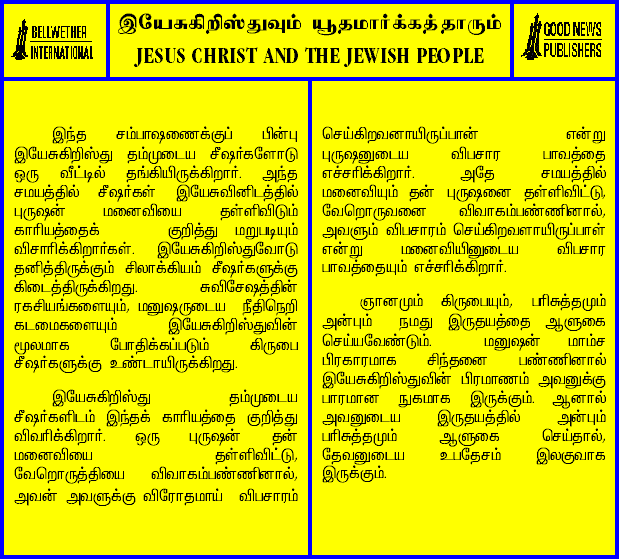 BELLWETHER
INTERNATIONAL
இயேசுகிறிஸ்துவும் யூதமார்க்கத்தாரும்
JESUS CHRIST AND THE JEWISH PEOPLE
GOOD NEWS
PUBLISHERS
இந்த சம்பாஷணைக்குப் பின்பு
இயேசுகிறிஸ்து தம்முடைய சீஷர்களோடு
ஒரு வீட்டில் தங்கியிருக்கிறார். அந்த
சமயத்தில் சீஷர்கள் இயேசுவினிடத்தில்
புருஷன் மனைவியை தள்ளிவிடும்
காரியத்தைக் குறித்து மறுபடியும்
விசாரிக்கிறார்கள். இயேசுகிறிஸ்துவோடு
தனித்திருக்கும் சிலாக்கியம் சீஷர்களுக்கு
கிடைத்திருக்கிறது. சுவிசேஷத்தின்
ரகசியங்களையும், மனுஷருடைய நீதிநெறி
கடமைகளையும் இயேசுகிறிஸ்துவின்
மூலமாக போதிக்கப்படும் கிருபை
சீஷர்களுக்கு உண்டாயிருக்கிறது.
இயேசுகிறிஸ்து தம்முடைய
சீஷர்களிடம் இந்தக் காரியத்தை குறித்து
விவரிக்கிறார். ஒரு புருஷன் தன்
மனைவியை தள்ளிவிட்டு,
வேறொருத்தியை விவாகம்பண்ணினால்,
அவன் அவளுக்கு விரோதமாய் விபசாரம்
செய்கிறவனாயிருப்பான் என்று
புருஷனுடைய விபசார பாவத்தை
எச்சரிக்கிறார். அதே சமயத்தில்
மனைவியும் தன் புருஷனை தள்ளிவிட்டு,
வேறொருவனை விவாகம்பண்ணினால்,
அவளும் விபசாரம் செய்கிறவளாயிருப்பாள்
என்று மனைவியினுடைய விபசார
பாவத்தையும் எச்சரிக்கிறார்.
ஞானமும் கிருபையும், பரிசுத்தமும்
அன்பும் நமது இருதயத்தை ஆளுகை
செய்யவேண்டும். மனுஷன் மாம்ச
பிரகாரமாக சிந்தனை பண்ணினால்
இயேசுகிறிஸ்துவின் பிரமாணம் அவனுக்கு
பாரமான நுகமாக இருக்கும். ஆனால்
அவனுடைய இருதயத்தில் அன்பும்
பரிசுத்தமும் ஆளுகை செய்தால்,
தேவனுடைய உபதேசம் இலகுவாக
இருக்கும்.